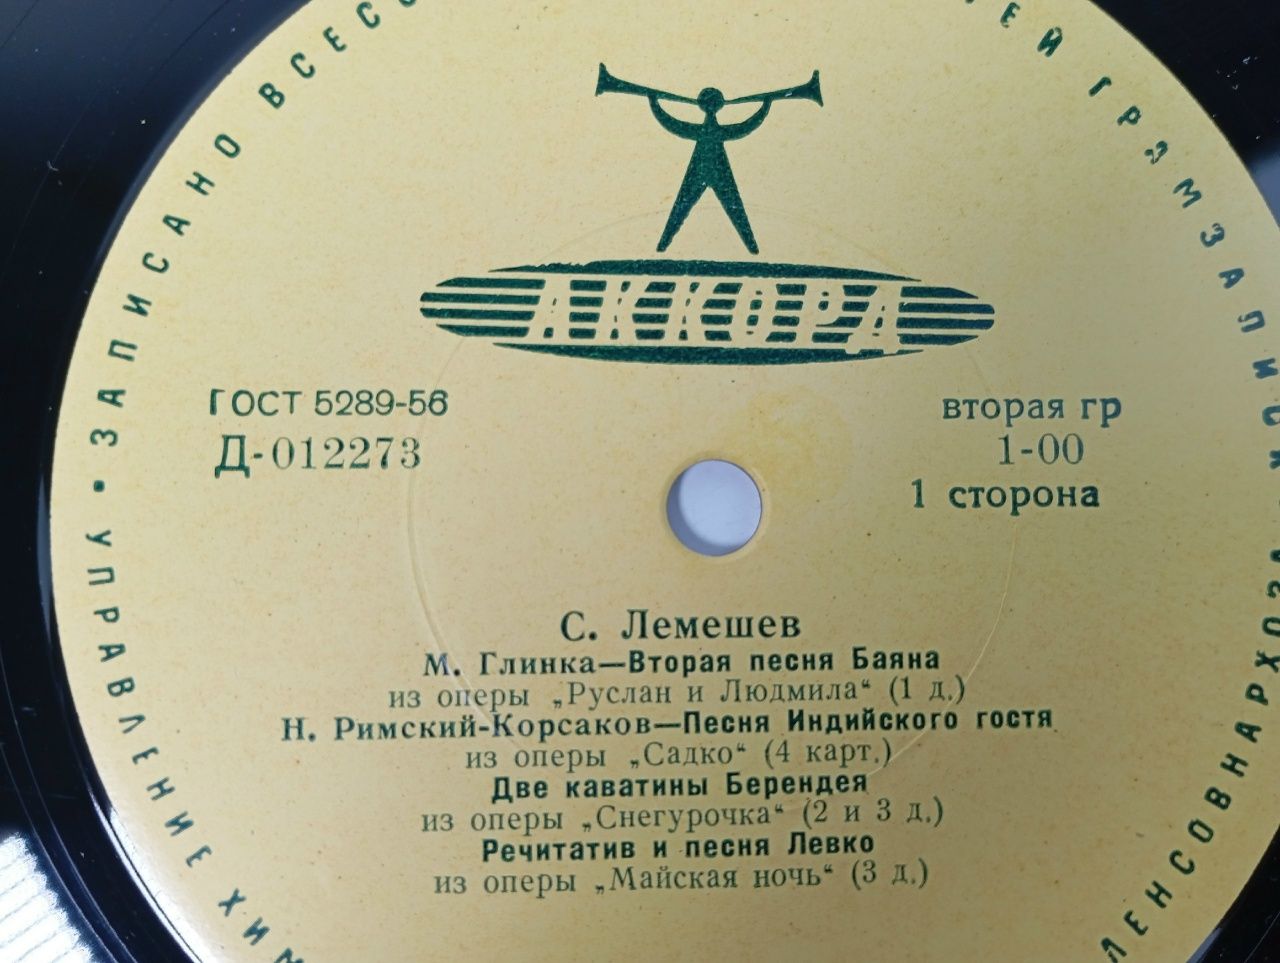 ЗАПИСАНО ВСЕС
ЕЙ ГРАМЗАПИСИ
АККОРД
ГОСТ 5289-56
Д-012273
вторая гр
1-00
1 сторона
УПРАВЛЕНИЕ
ЛЕНСОВНАРХОЗА
С. Лемешев
М. Глинка—Вторая песня Баяна
из оперы „Руслан и Людмила“ (1 д.)
Н. Римский-Корсаков—Песня Индийского гостя
из оперы „Садко“ (4 карт.)
Две каватины Берендея
из оперы „Снегурочка“ (2 и 3 д.)
Речитатив и песня Левко
из оперы „Майская ночь“ (3 д.)